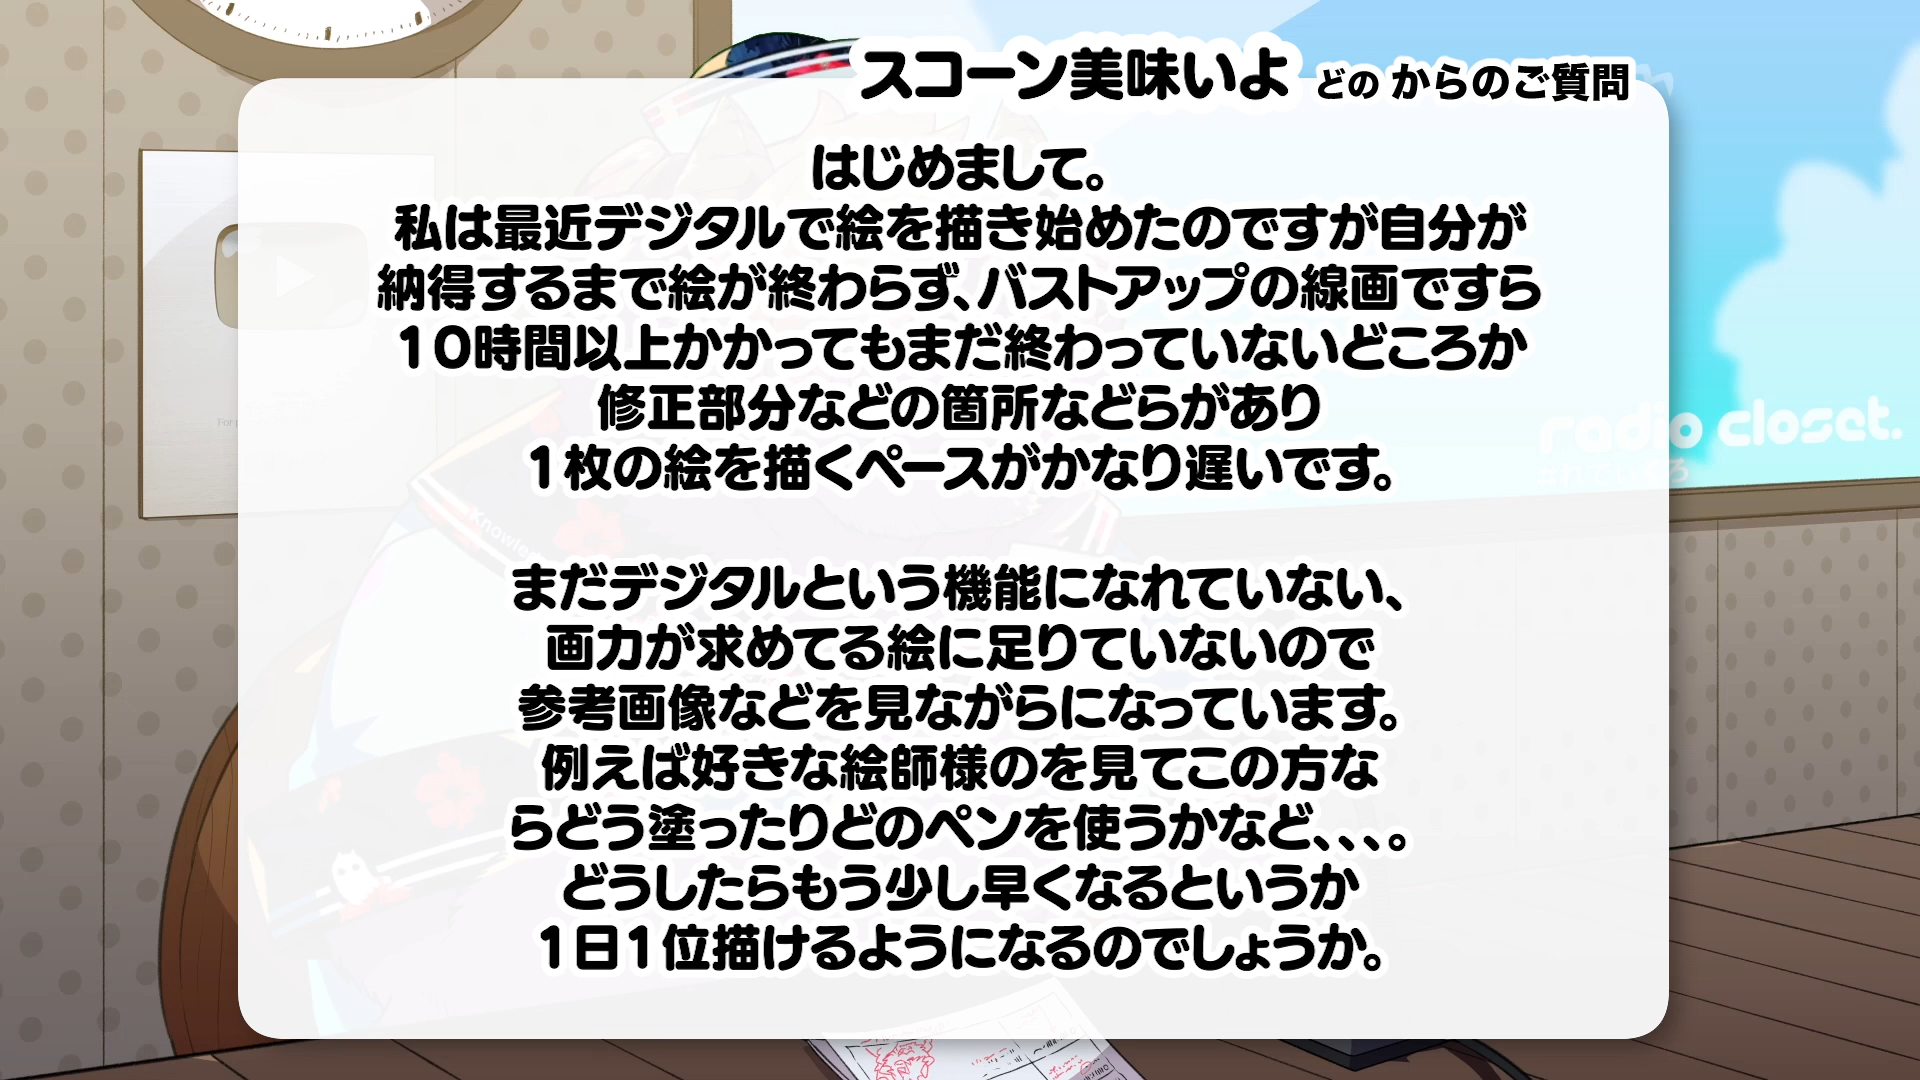 スコーン美味いよ どの からのご質問
はじめまして。
私は最近デジタルで絵を描き始めたのですが自分が
納得するまで絵が終わらず、バストアップの線画ですら
10時間以上かかってもまだ終わっていないどころか
修正部分などの箇所などらがあり
1枚の絵を描くペースがかなり遅いです。
まだデジタルという機能になれていない、
画力が求めてる絵に足りていないので
参考画像などを見ながらになっています。
例えば好きな絵師様のを見てこの方な
らどう塗ったりどのペンを使うかなど、、、。
どうしたらもう少し早くなるというか
1日1位描けるようになるのでしょうか。
radio closet.